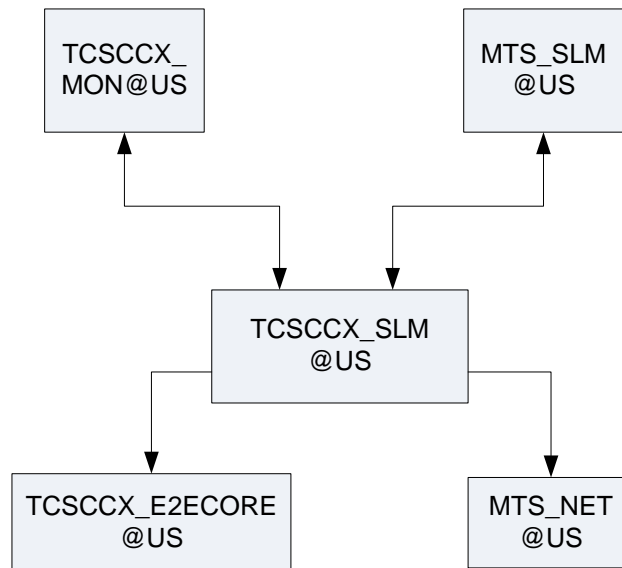 TCSCCX_
MON@US
MTS_SLM
@US
TCSCCX_SLM
@US
TCSCCX_E2ECORE
@US
MTS_NET
@US